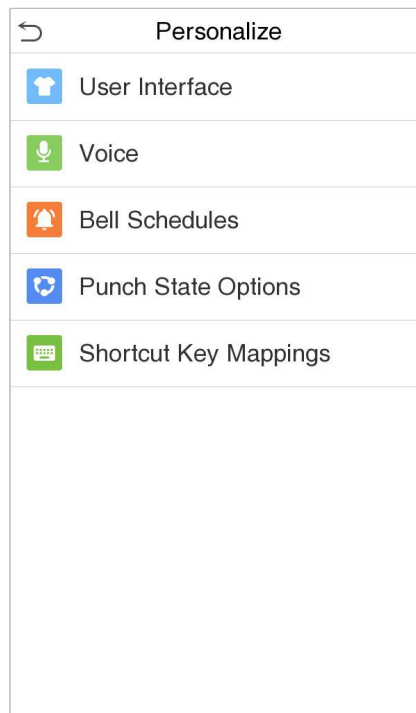 Personalize
User Interface
Voice
Bell Schedules
Punch State Options
Shortcut Key Mappings